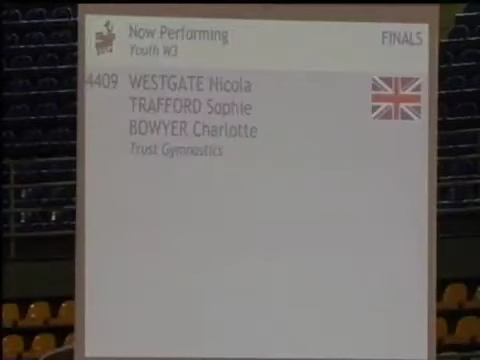 Now Performing
FINALS
Youth W3
4409 WESTGATE Nicola
TRAFFORD Sophie
BOWYER Charlotte
Trust Gymnastics